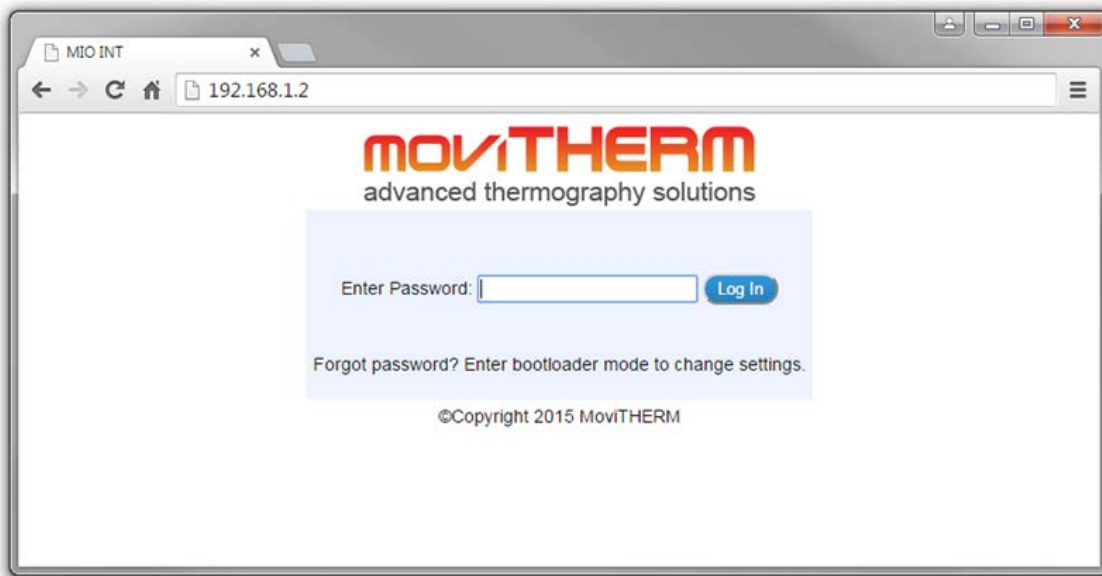 MIO INT
192.168.1.2
moviTHERM
advanced thermography solutions
Enter Password:
Log In
Forgot password? Enter bootloader mode to change settings.
©Copyright 2015 MoviTHERM